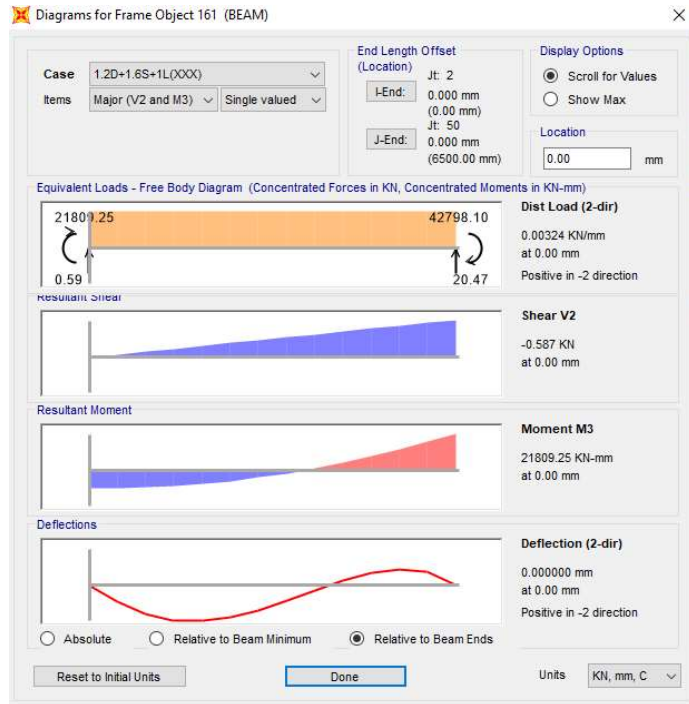 Diagrams for Frame Object 161 (BEAM)
Case 1.2D+1.6S+1L(XXX)
Items Major (V2 and M3) Single valued
End Length Offset
(Location)
Jt: 2
I-End: 0.000 mm
(0.00 mm)
Jt: 50
J-End: 0.000 mm
(6500.00 mm)
Display Options
Scroll for Values
Show Max
Location
0.00 mm
Equivalent Loads - Free Body Diagram (Concentrated Forces in KN, Concentrated Moments in KN-mm)
21809.25 42798.10
0.59 20.47
Dist Load (2-dir)
0.00324 KN/mm
at 0.00 mm
Positive in -2 direction
Resultant Shear
Shear V2
-0.587 KN
at 0.00 mm
Resultant Moment
Moment M3
21809.25 KN-mm
at 0.00 mm
Deflections
Deflection (2-dir)
0.000000 mm
at 0.00 mm
Positive in -2 direction
Absolute Relative to Beam Minimum Relative to Beam Ends
Reset to Initial Units Done Units KN, mm, C